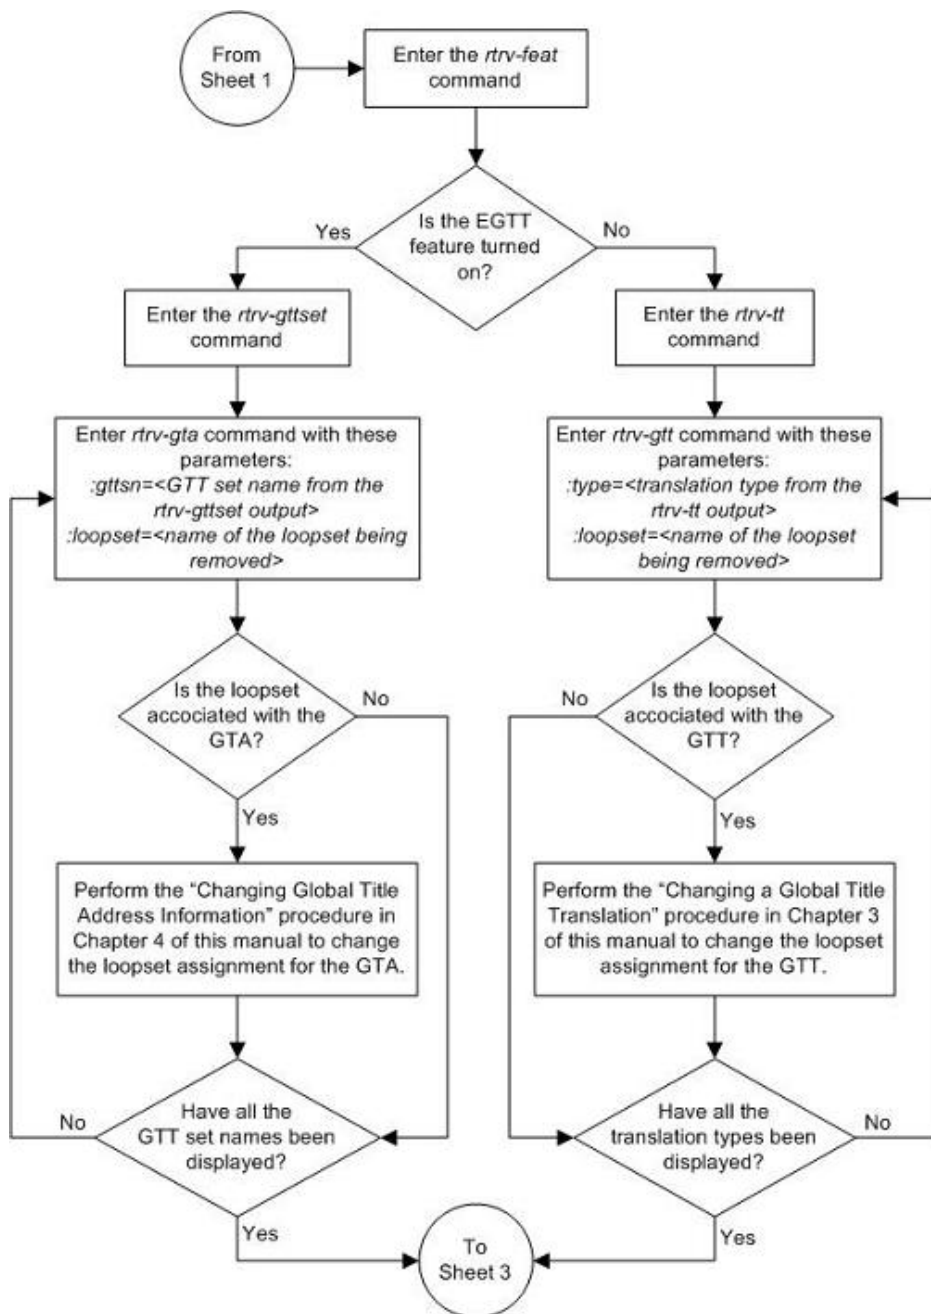 From
Sheet 1
Enter the rtrv-feat
command
Is the EGTT
feature turned
on?
Yes
No
Enter the rtrv-gttset
command
Enter the rtrv-tt
command
Enter rtrv-gta command with these
parameters:
:gttsn=<GTT set name from the
rtrv-gttset output>
:loopset=<name of the loopset being
removed>
Enter rtrv-gtt command with these
parameters:
:type=<translation type from the
rtrv-tt output>
:loopset=<name of the loopset
being removed>
Is the loopset
accociated with the
GTA?
No
Yes
No
Is the loopset
accociated with the
GTT?
Yes
Perform the “Changing Global Title
Address Information” procedure in
Chapter 4 of this manual to change
the loopset assignment for the GTA.
Perform the “Changing a Global Title
Translation” procedure in Chapter 3
of this manual to change the loopset
assignment for the GTT.
No
Have all the
GTT set names been
displayed?
Yes
Have all the
translation types been
displayed?
No
Yes
To
Sheet 3